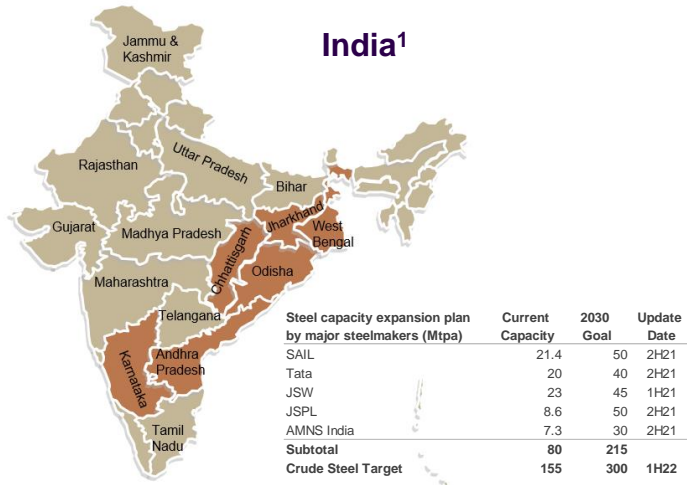 India¹
Jammu &
Kashmir
Rajasthan
Uttar Pradesh
Bihar
Gujarat
Madhya Pradesh
Jharkhand
West
Bengal
Chhattisgarh
Odisha
Maharashtra
Telangana
Karnataka
Andhra
Pradesh
Tamil
Nadu
Steel capacity expansion plan Current 2030 Update
by major steelmakers (Mtpa) Capacity Goal Date
SAIL 21.4 50 2H21
Tata 20 40 2H21
JSW 23 45 1H21
JSPL 8.6 50 2H21
AMNS India 7.3 30 2H21
Subtotal 80 215
Crude Steel Target 155 300 1H22